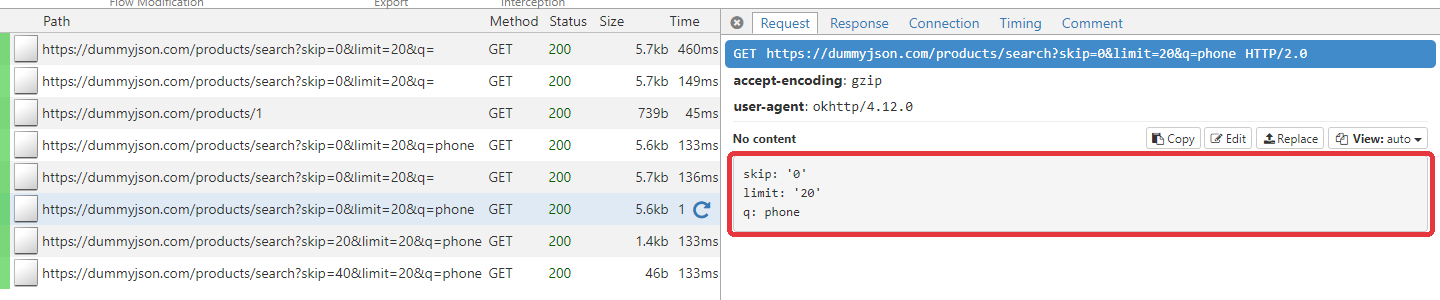 Flow Modification Export Interception
Path Method Status Size Time
https://dummyjson.com/products/search?skip=0&limit=20&q= GET 200 5.7kb 460ms
https://dummyjson.com/products/search?skip=0&limit=20&q= GET 200 5.7kb 149ms
https://dummyjson.com/products/1 GET 200 739b 45ms
https://dummyjson.com/products/search?skip=0&limit=20&q=phone GET 200 5.6kb 133ms
https://dummyjson.com/products/search?skip=0&limit=20&q= GET 200 5.7kb 136ms
https://dummyjson.com/products/search?skip=0&limit=20&q=phone GET 200 5.6kb 1
https://dummyjson.com/products/search?skip=20&limit=20&q=phone GET 200 1.4kb 133ms
https://dummyjson.com/products/search?skip=40&limit=20&q=phone GET 200 46b 133ms
Request Response Connection Timing Comment
GET https://dummyjson.com/products/search?skip=0&limit=20&q=phone HTTP/2.0
accept-encoding: gzip
user-agent: okhttp/4.12.0
No content Copy Edit Replace View: auto
skip: '0'
limit: '20'
q: phone